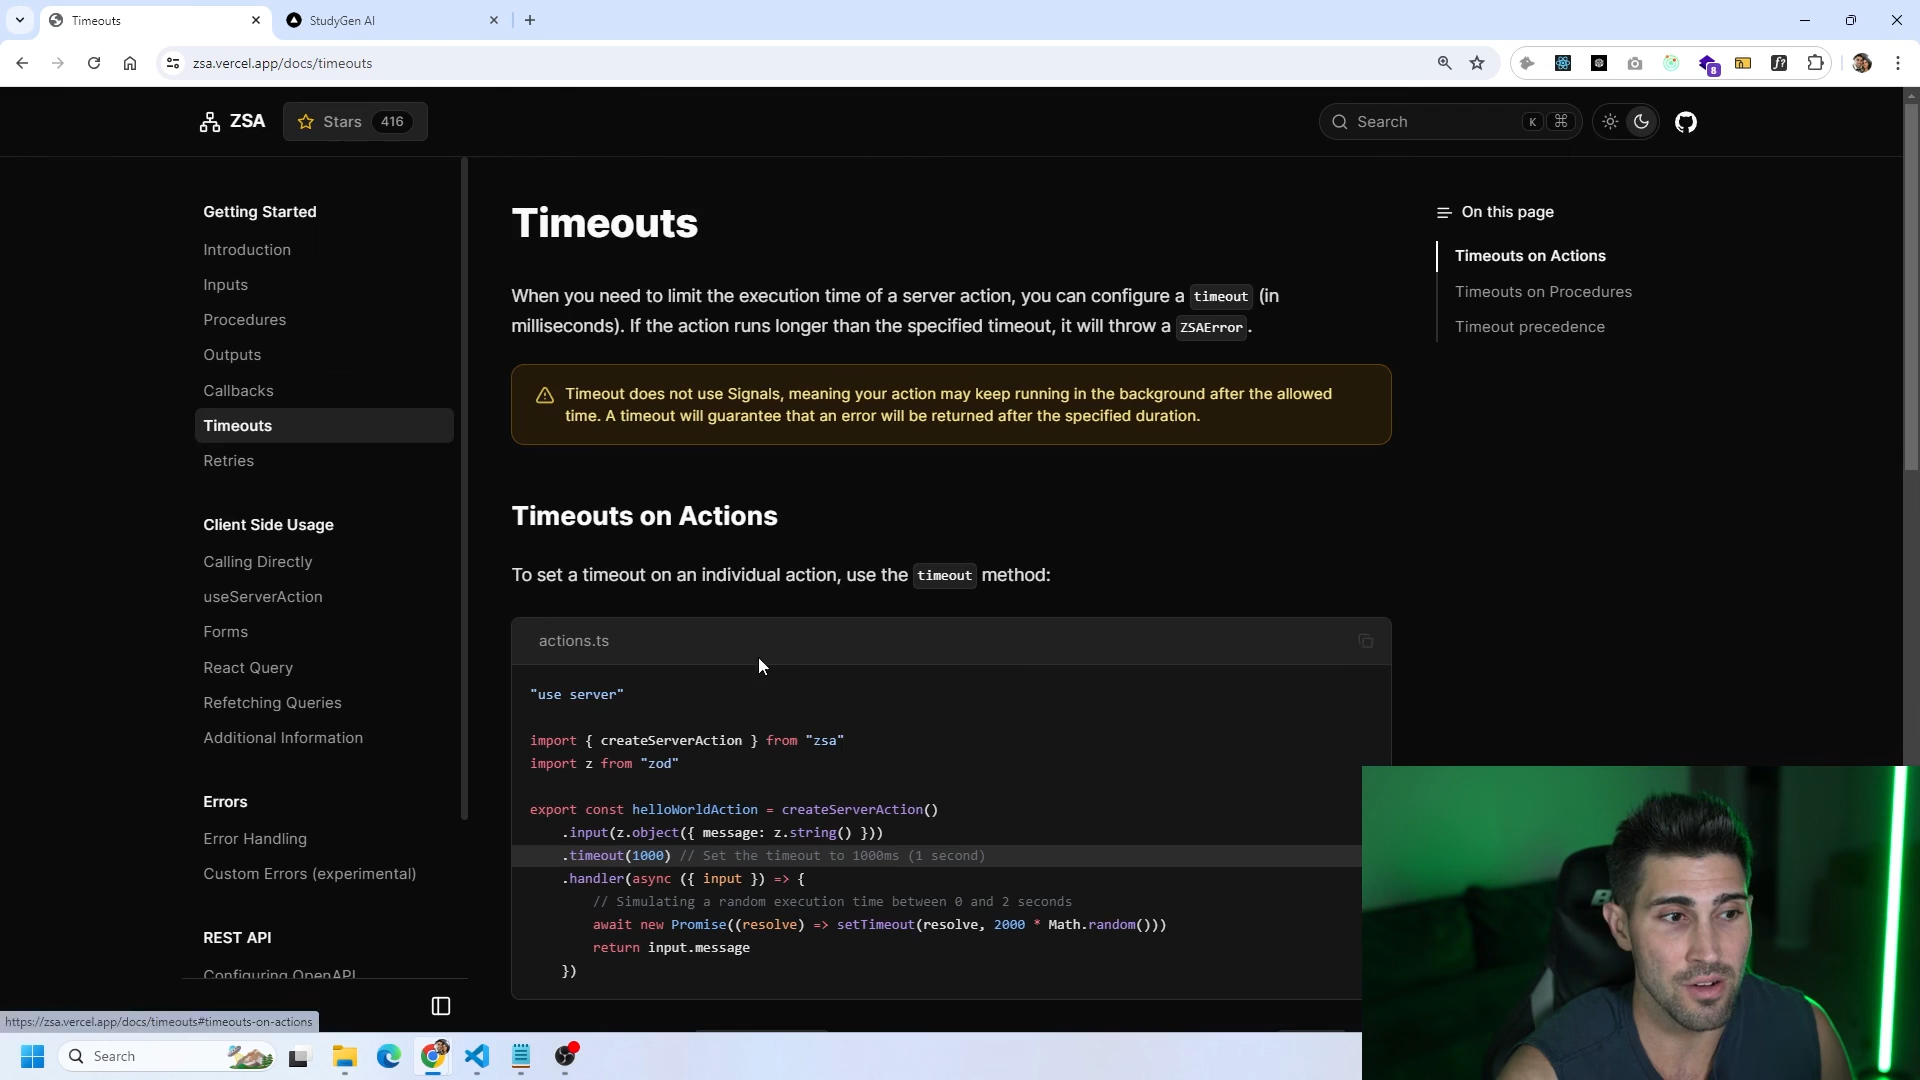 Timeouts
StudyGen AI
zsa.vercel.app/docs/timeouts
8
f?
ZSA
Stars 416
Search
K ⌘
Getting Started
Introduction
Inputs
Procedures
Outputs
Callbacks
Timeouts
Retries
Client Side Usage
Calling Directly
useServerAction
Forms
React Query
Refetching Queries
Additional Information
Errors
Error Handling
Custom Errors (experimental)
REST API
Configuring OpenAPI
Timeouts
When you need to limit the execution time of a server action, you can configure a timeout (in
milliseconds). If the action runs longer than the specified timeout, it will throw a ZSAError.
Timeout does not use Signals, meaning your action may keep running in the background after the allowed
time. A timeout will guarantee that an error will be returned after the specified duration.
Timeouts on Actions
To set a timeout on an individual action, use the timeout method:
actions.ts
"use server"
import { createServerAction } from "zsa"
import z from "zod"
export const helloWorldAction = createServerAction()
.input(z.object({ message: z.string() }))
.timeout(1000) // Set the timeout to 1000ms (1 second)
.handler(async ({ input }) => {
// Simulating a random execution time between 0 and 2 seconds
await new Promise((resolve) => setTimeout(resolve, 2000 * Math.random()))
return input.message
})
On this page
Timeouts on Actions
Timeouts on Procedures
Timeout precedence
https://zsa.vercel.app/docs/timeouts#timeouts-on-actions
Search